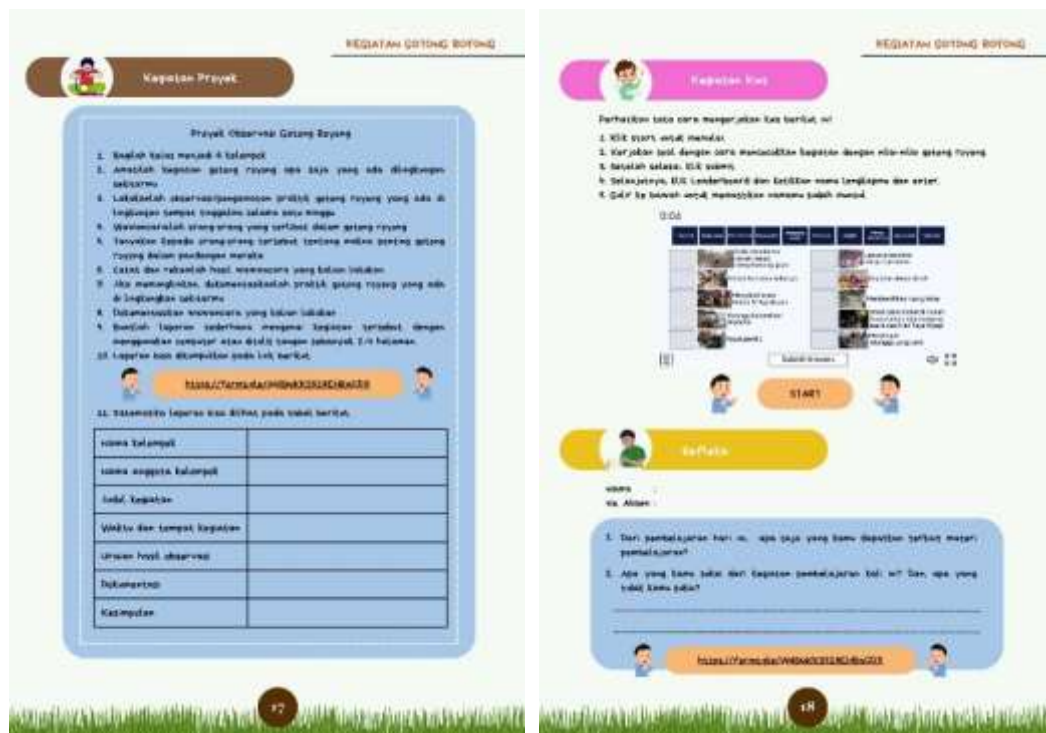 KEGIATAN GOTONG ROYONG
Kegiatan Proyek
Proyek Observasi Gotong Royong
1. Bagilah kelas menjadi 4 kelompok
2. Amatilah kegiatan gotong royong apa saja yang ada dilingkungan
sekitarmu
3. Lakukanlah observasi/pengamatan praktik gotong royong yang ada di
lingkungan tempat tinggalmu selama satu minggu
4. Wawancarailah orang-orang yang terlibat dalam gotong royong
5. Tanyakan kepada orang-orang tersebut tentang makna penting gotong
royong dalam pandangan mereka
6. Catat dan rekamlah hasil wawancara yang kalian lakukan
7. Jika memungkinkan, dokumentasikanlah praktik gotong royong yang ada
di lingkungan sekitarmu
8. Dokumentasikan wawancara yang kalian lakukan
9. Buatlah laporan sederhana mengenai kegiatan tersebut dengan
menggunakan computer atau ditulis tangan sebanyak 2-4 halaman.
10. Laporan bisa dikumpulkan pada link berikut.
11. Sistematika laporan bisa dilihat pada tabel berikut.
Nama kelompok
Nama anggota kelompok
Judul kegiatan
Waktu dan tempat kegiatan
Uraian hasil observasi
Dokumentasi
Kesimpulan
17
KEGIATAN GOTONG ROYONG
Kegiatan Kuis
Perhatikan tata cara mengerjakan kuis berikut ini!
1. Klik start untuk memulai.
2. Kerjakan soal dengan cara mencocokkan kegiatan dengan nilai-nilai gotong royong.
3. Setelah selesai, klik submit.
4. Selanjutnya, klik Leaderboard dan ketikkan nama lengkapmu dan enter.
5. Gulir ke bawah untuk memastikan namamu sudah masuk.
0:06
Submit Answers
START
Refleksi
Nama :
No. Absen :
1. Dari pembelajaran hari ini, apa saja yang kamu dapatkan terkait materi
pembelajaran?
2. Apa yang kamu sukai dari kegiatan pembelajaran kali ini? Dan, apa yang
tidak kamu sukai?
18